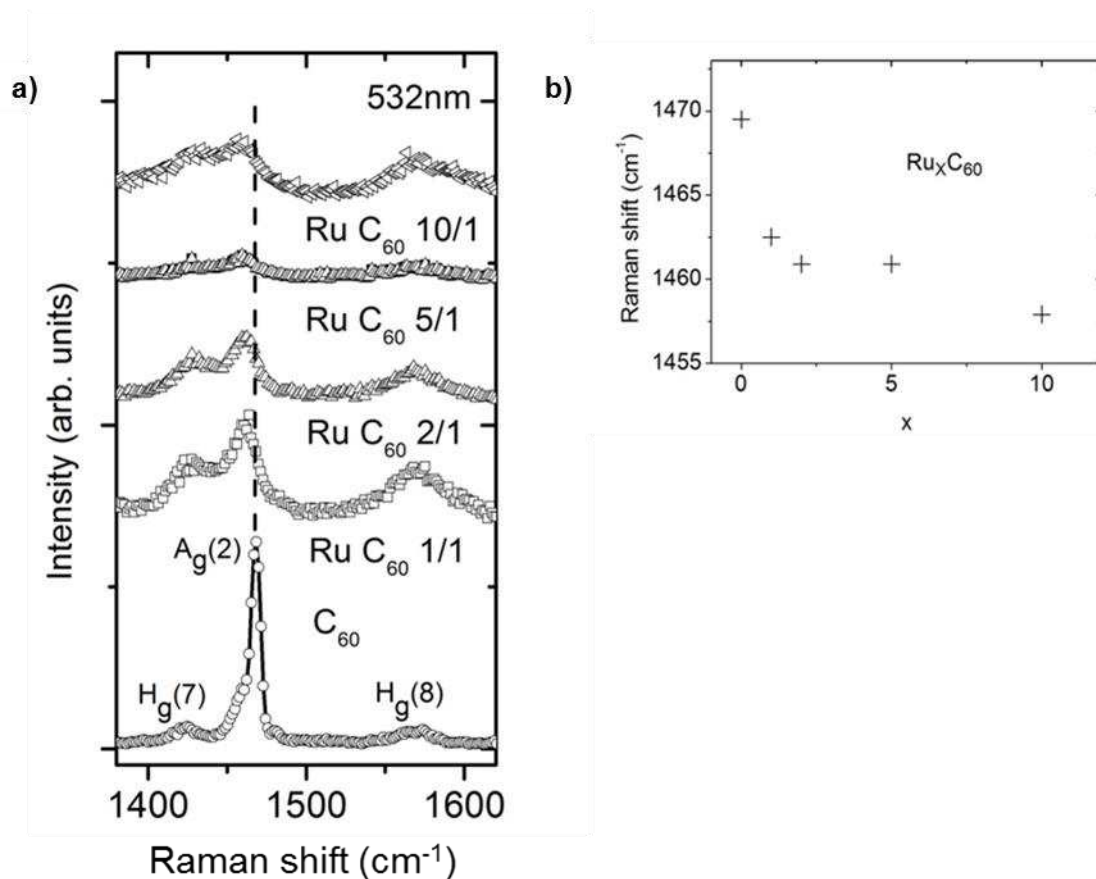 a)
532nm
Ru C60 10/1
Ru C60 5/1
Ru C60 2/1
Ru C60 1/1
Ag(2)
C60
Hg(7)
Hg(8)
Intensity (arb. units)
1400 1500 1600
Raman shift (cm-1)
b)
1470
1465
1460
1455
Raman shift (cm-1)
RuXC60
0 5 10
x